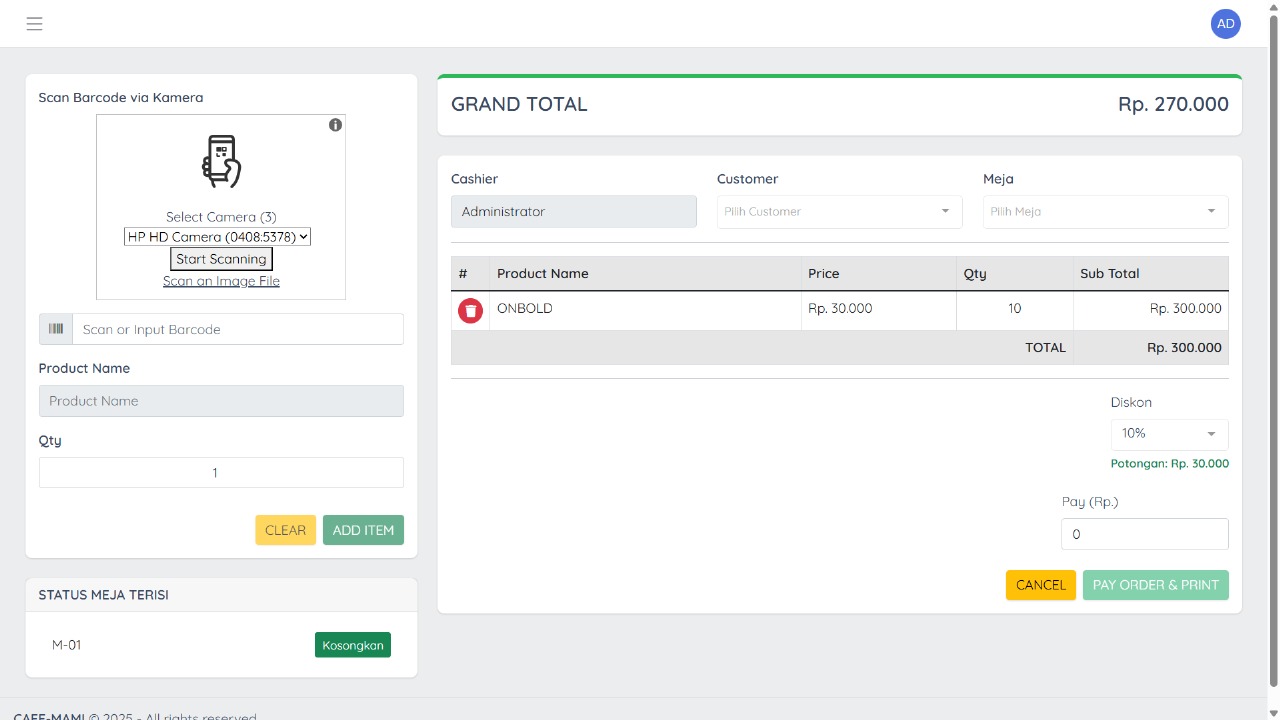 AD
Scan Barcode via Kamera
Select Camera (3)
HP HD Camera (0408:5378)
Start Scanning
Scan an Image File
Scan or Input Barcode
Product Name
Product Name
Qty
1
CLEAR ADD ITEM
STATUS MEJA TERISI
M-01 Kosongkan
GRAND TOTAL Rp. 270.000
Cashier Customer Meja
Administrator Pilih Customer Pilih Meja
# Product Name Price Qty Sub Total
ONBOLD Rp. 30.000 10 Rp. 300.000
TOTAL Rp. 300.000
Diskon
10%
Potongan: Rp. 30.000
Pay (Rp.)
0
CANCEL PAY ORDER & PRINT
CAFE-MAMI © 2025 - All rights reserved